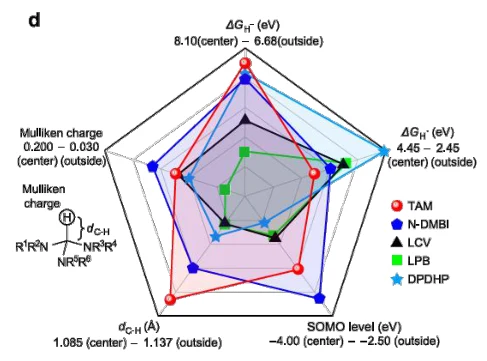 d
ΔG_H⁻ (eV)
8.10(center) – 6.68(outside)
Mulliken charge
0.200 – 0.030
(center) (outside)
ΔG_H· (eV)
4.45 – 2.45
(center) (outside)
Mulliken
charge
H
d_C-H
R¹R²N NR³R⁴
NR⁵R⁶
TAM
N-DMBI
LCV
LPB
DPDHP
d_C-H (Å)
1.085 (center) – 1.137 (outside)
SOMO level (eV)
−4.00 (center) – −2.50 (outside)